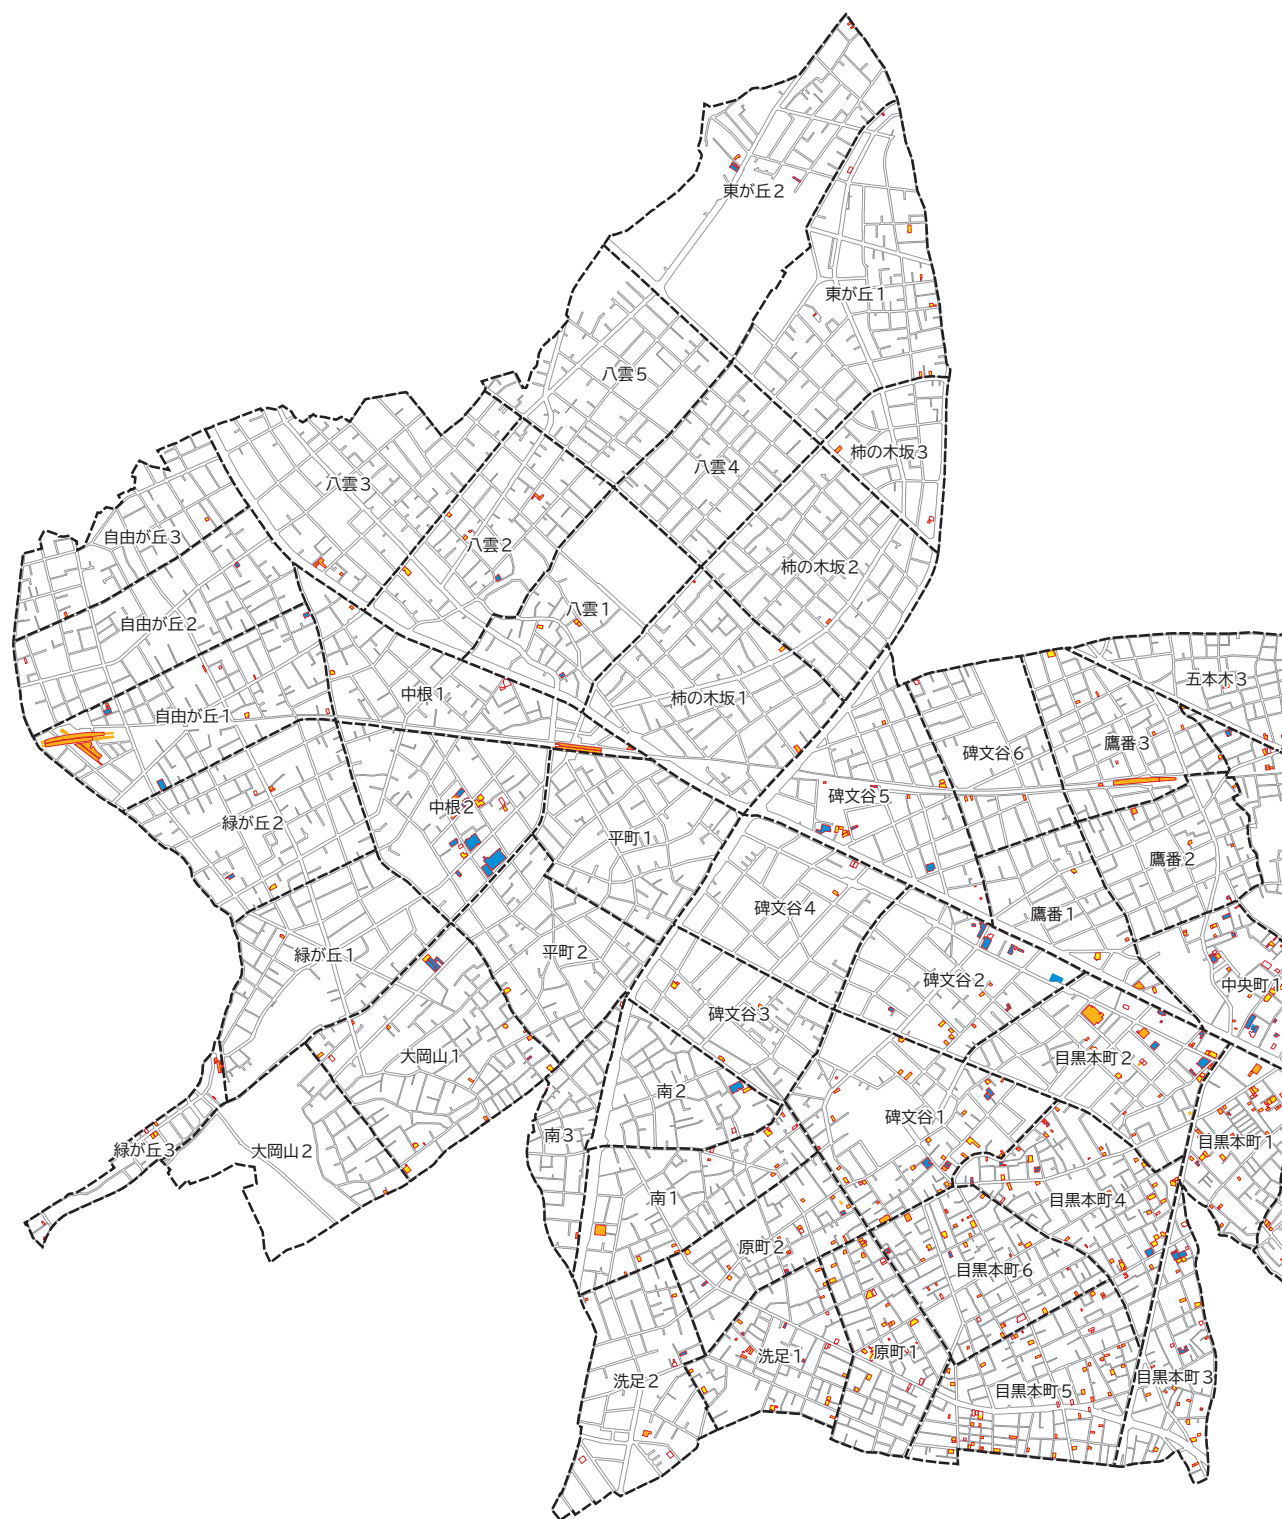 東が丘2
東が丘1
八雲5
柿の木坂3
八雲4
八雲3
自由が丘3
八雲2
柿の木坂2
八雲1
自由が丘2
五本木3
中根1
柿の木坂1
自由が丘1
鷹番3
碑文谷6
碑文谷5
中根2
緑が丘2
平町1
鷹番2
碑文谷4
鷹番1
平町2
緑が丘1
碑文谷2
中央町1
碑文谷3
大岡山1
目黒本町2
南2
碑文谷1
南3
目黒本町1
緑が丘3
大岡山2
南1
目黒本町4
原町2
目黒本町6
原町1
洗足1
目黒本町3
洗足2
目黒本町5